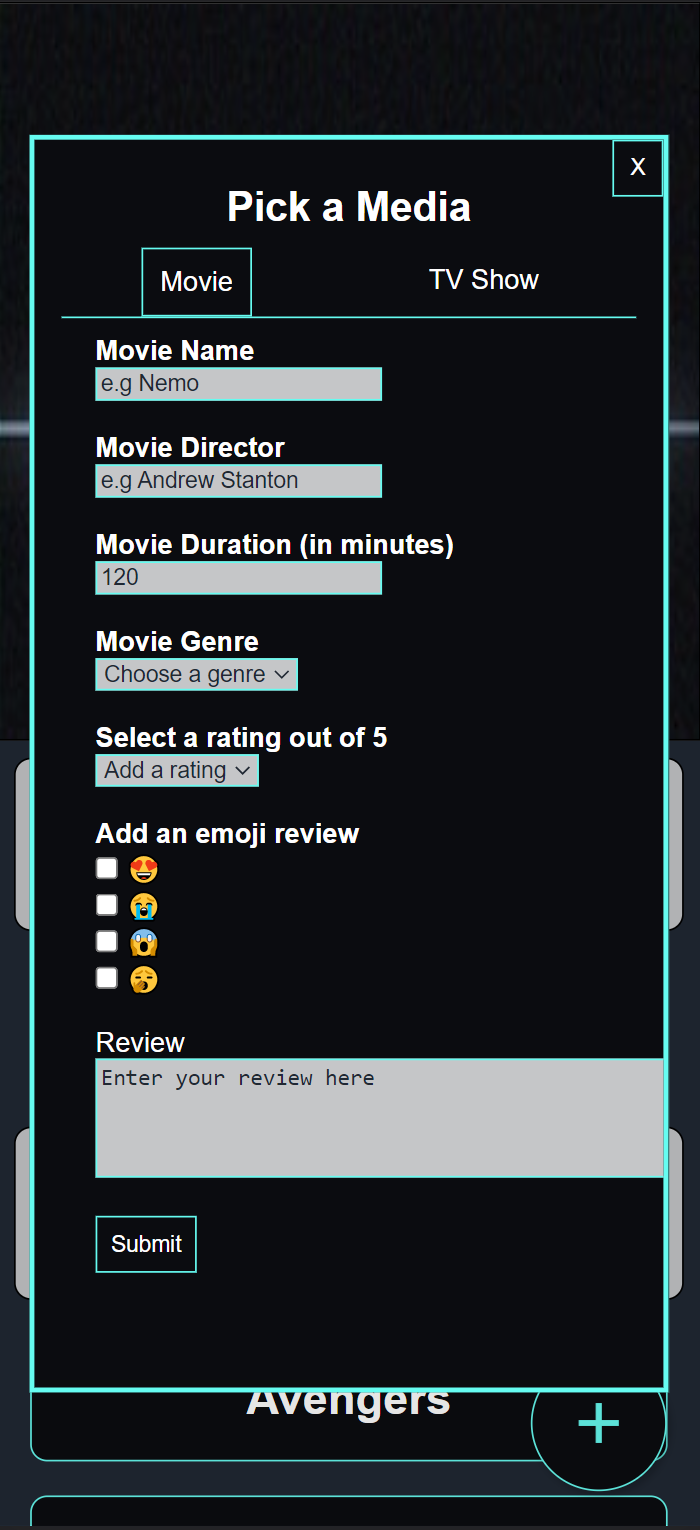 X
Pick a Media
Movie
TV Show
Movie Name
e.g Nemo
Movie Director
e.g Andrew Stanton
Movie Duration (in minutes)
120
Movie Genre
Choose a genre
Select a rating out of 5
Add a rating
Add an emoji review
😍
😭
😱
🥱
Review
Enter your review here
Submit
Avengers
+